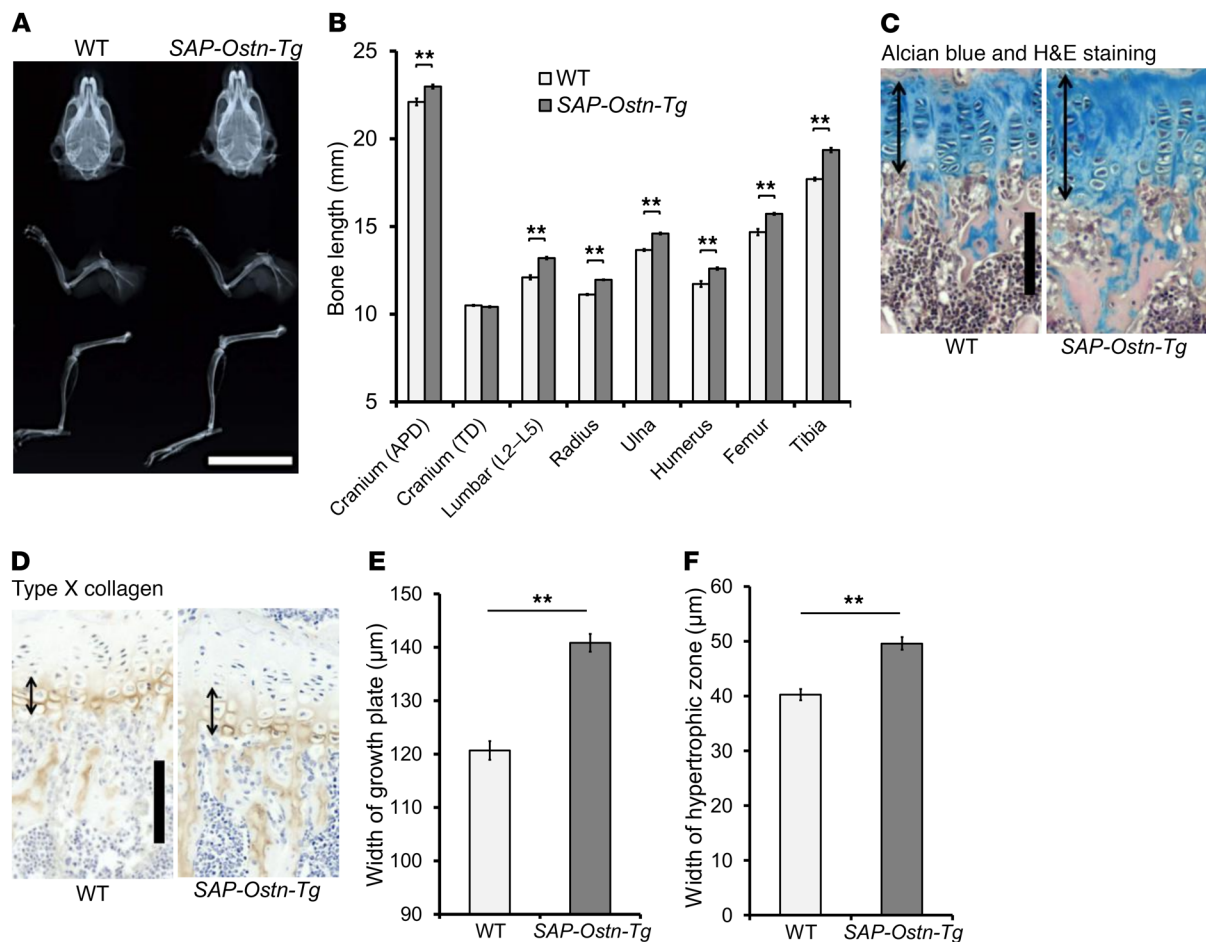 A
WT SAP-Ostn-Tg
B
Bone length (mm)
25
20
15
10
5
WT
SAP-Ostn-Tg
**
**
**
**
**
**
**
Cranium (APD)
Cranium (TD)
Lumbar (L2–L5)
Radius
Ulna
Humerus
Femur
Tibia
C
Alcian blue and H&E staining
WT SAP-Ostn-Tg
D
Type X collagen
WT SAP-Ostn-Tg
E
Width of growth plate (μm)
150
140
130
120
110
100
90
**
WT SAP-Ostn-Tg
F
Width of hypertrophic zone (μm)
60
50
40
30
20
10
0
**
WT SAP-Ostn-Tg